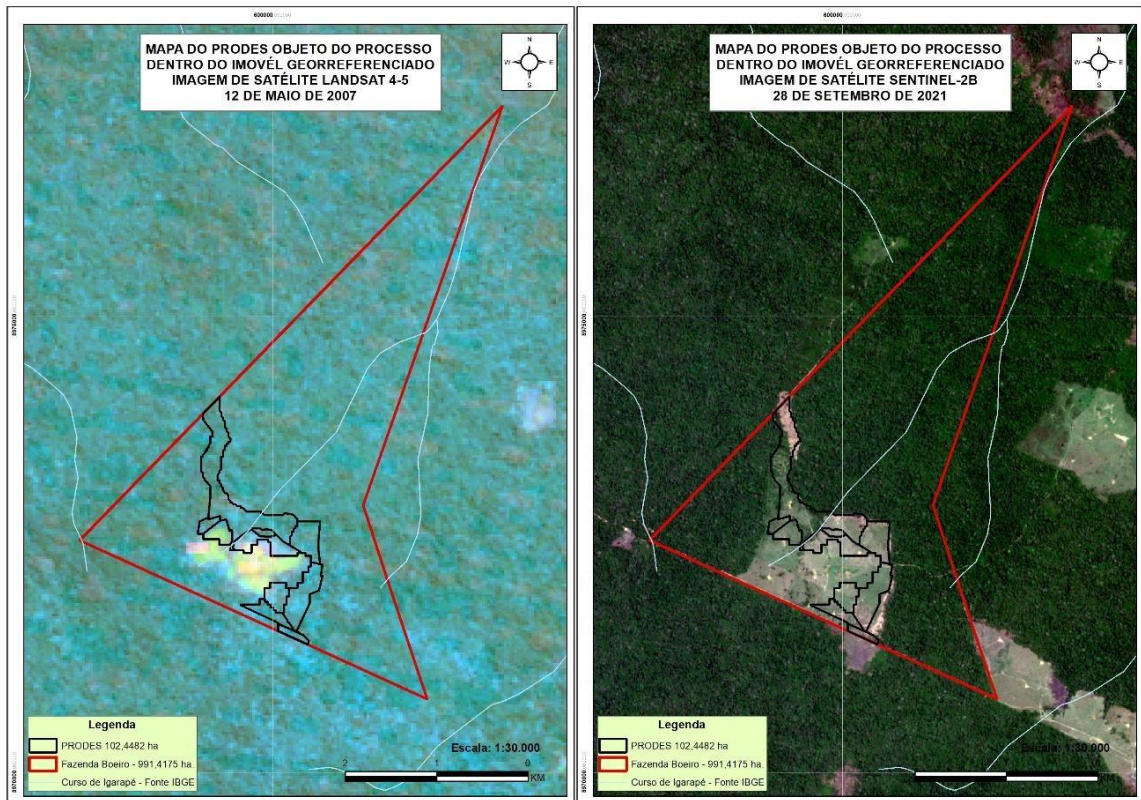 600000,000000
MAPA DO PRODES OBJETO DO PROCESSO
DENTRO DO IMOVÉL GEORREFERENCIADO
IMAGEM DE SATÉLITE LANDSAT 4-5
12 DE MAIO DE 2007
N
W E
S
Legenda
PRODES 102,4482 ha
Fazenda Boeiro - 991,4175 ha.
Curso de Igarapé - Fonte IBGE
Escala: 1:30.000
2 1 0
KM
600000,000000
MAPA DO PRODES OBJETO DO PROCESSO
DENTRO DO IMOVÉL GEORREFERENCIADO
IMAGEM DE SATÉLITE SENTINEL-2B
28 DE SETEMBRO DE 2021
N
W E
S
Legenda
PRODES 102,4482 ha
Fazenda Boeiro - 991,4175 ha.
Curso de Igarapé - Fonte IBGE
Escala: 1:30.000